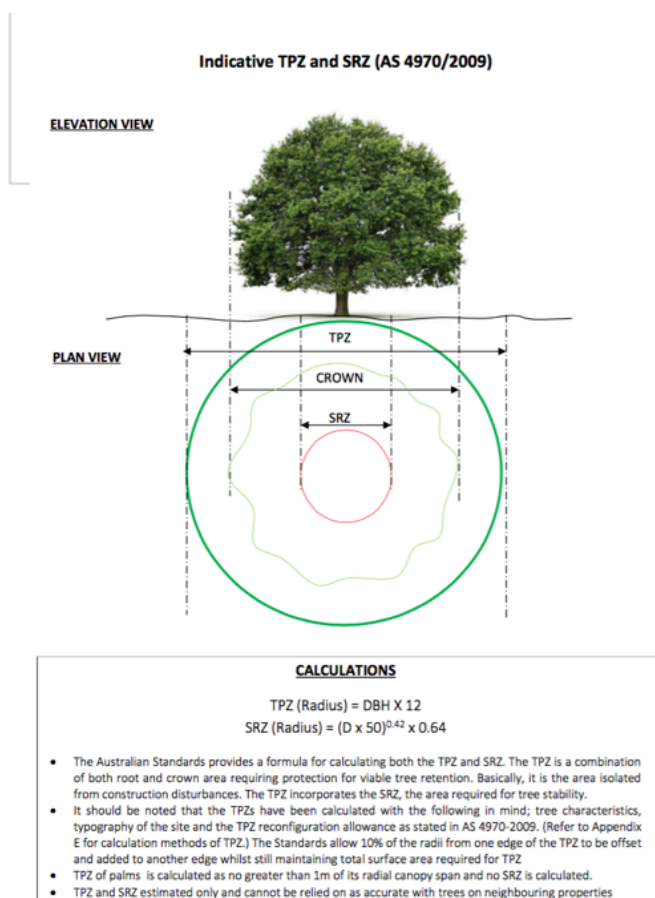 Indicative TPZ and SRZ (AS 4970/2009)
ELEVATION VIEW
TPZ
PLAN VIEW
CROWN
SRZ
CALCULATIONS
TPZ (Radius) = DBH X 12
SRZ (Radius) = (D x 50)^0.42 x 0.64
• The Australian Standards provides a formula for calculating both the TPZ and SRZ. The TPZ is a combination
of both root and crown area requiring protection for viable tree retention. Basically, it is the area isolated
from construction disturbances. The TPZ incorporates the SRZ, the area required for tree stability.
• It should be noted that the TPZs have been calculated with the following in mind; tree characteristics,
typography of the site and the TPZ reconfiguration allowance as stated in AS 4970-2009. (Refer to Appendix
E for calculation methods of TPZ.) The Standards allow 10% of the radii from one edge of the TPZ to be offset
and added to another edge whilst still maintaining total surface area required for TPZ
• TPZ of palms is calculated as no greater than 1m of its radial canopy span and no SRZ is calculated.
• TPZ and SRZ estimated only and cannot be relied on as accurate with trees on neighbouring properties